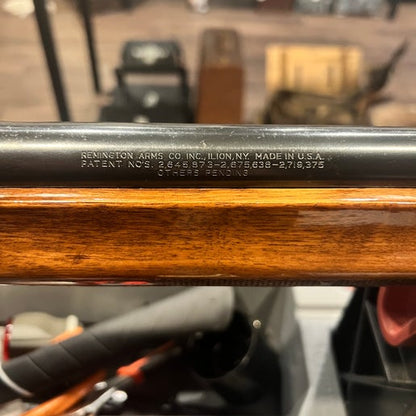 REMINGTON ARMS CO. INC., ILION, N.Y. MADE IN U.S.A.
PATENT NO'S. 2,645,873-2,675,638-2,719,375
OTHERS PENDING